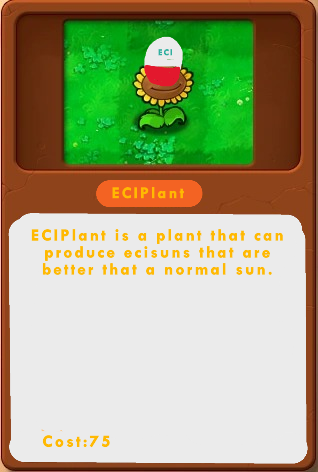 ECI
ECIPlant
ECIPlant is a plant that can
produce ecisuns that are
better that a normal sun.
Cost:75